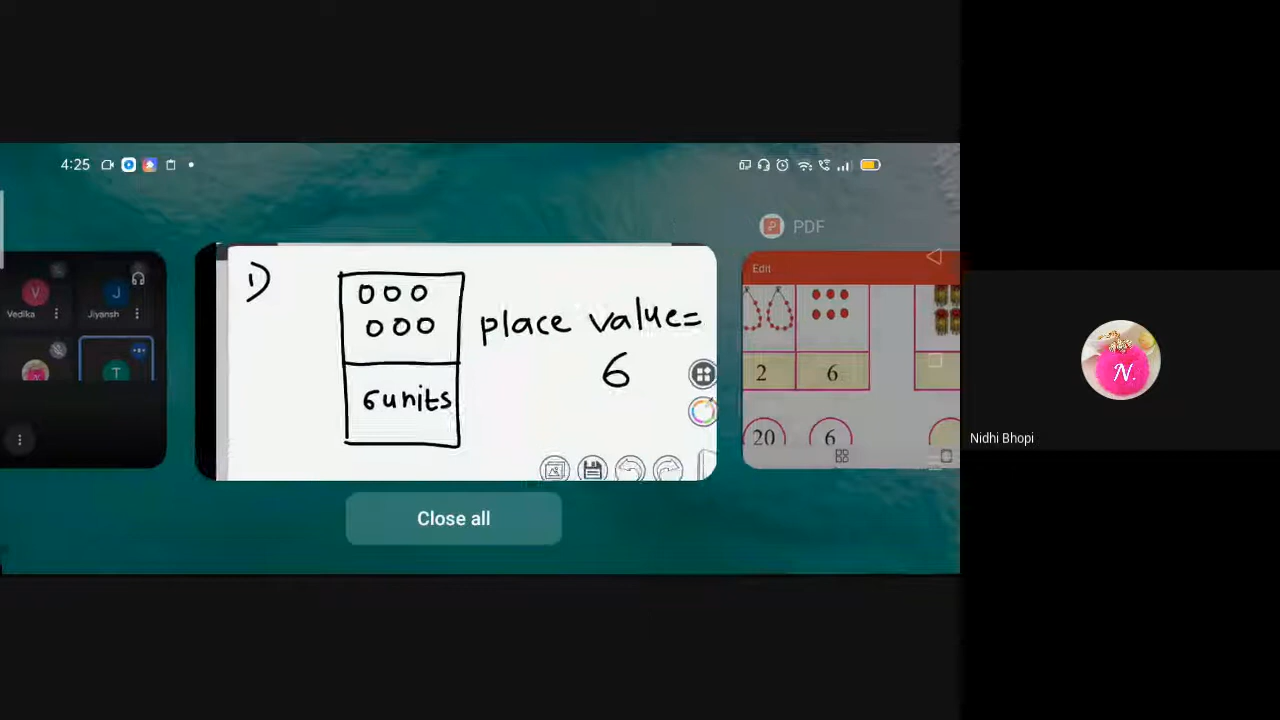 4:25
PDF
Edit
Vedika
Jiyansh
N.
T
V
J
1)
000
000
place value=
6
6units
2 6
20 6
Close all
N.
Nidhi Bhopi